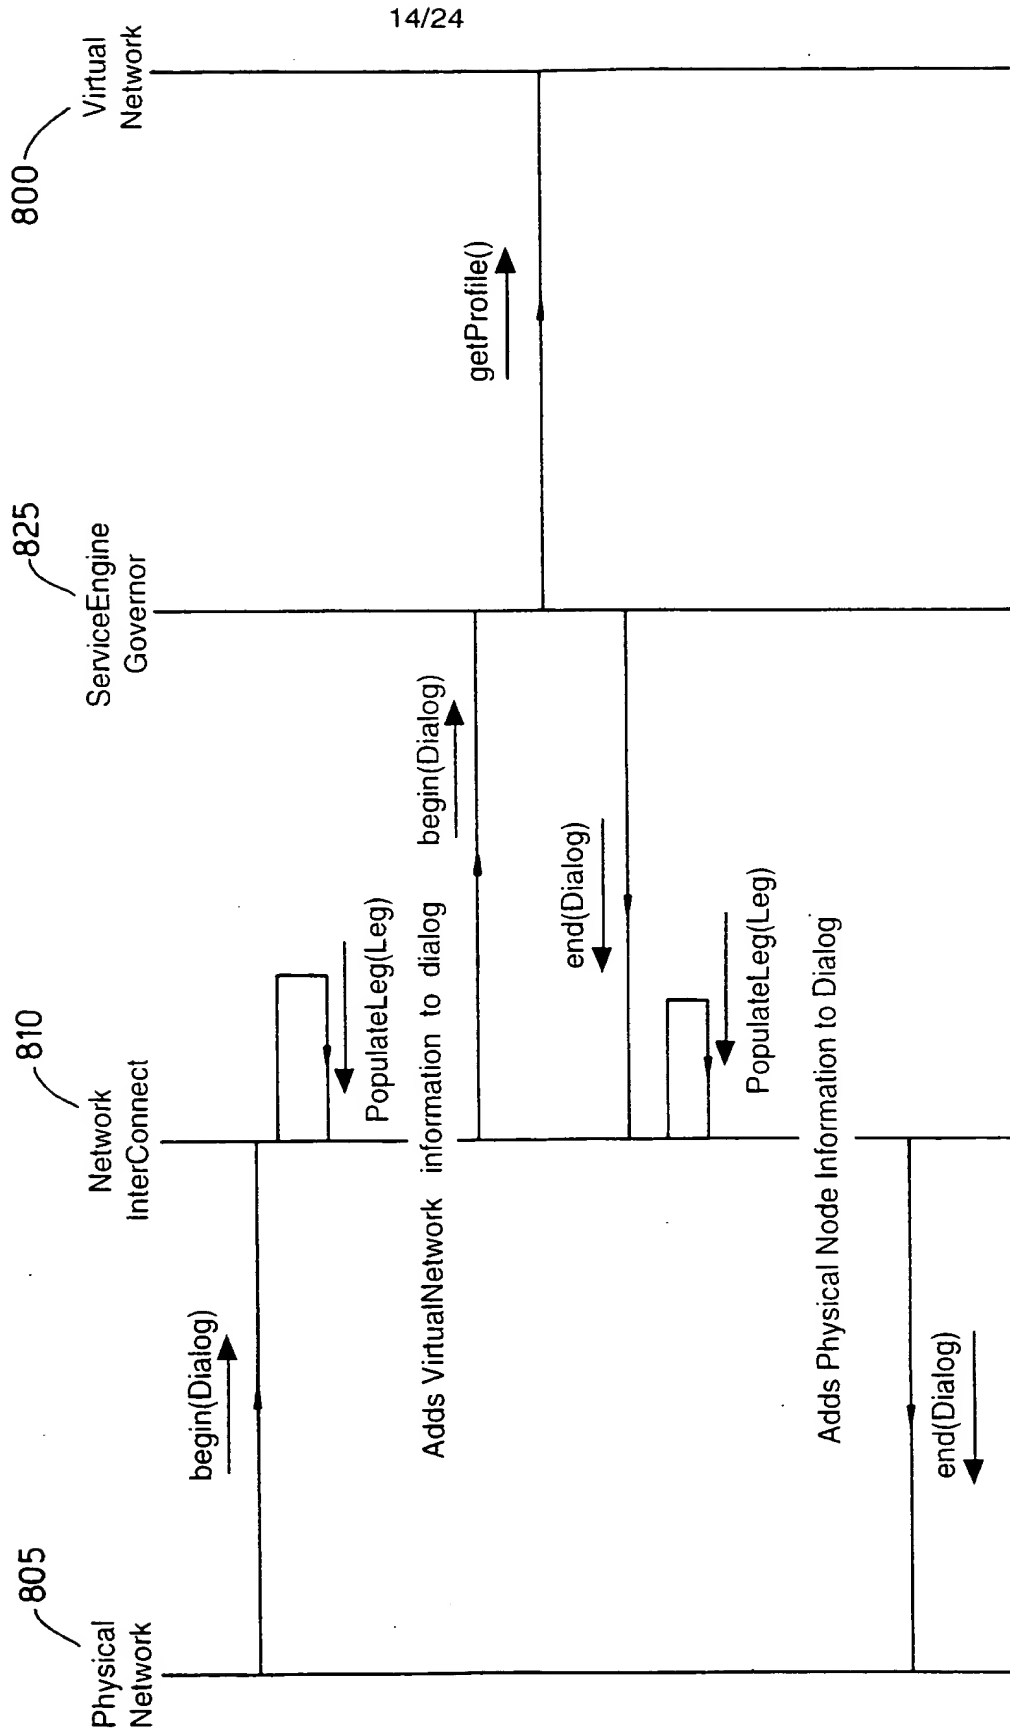 14/24
805
Physical
Network
810
Network
InterConnect
825
ServiceEngine
Governor
800
Virtual
Network
begin(Dialog)
PopulateLeg(Leg)
Adds VirtualNetwork information to dialog
begin(Dialog)
getProfile()
end(Dialog)
PopulateLeg(Leg)
Adds Physical Node Information to Dialog
end(Dialog)